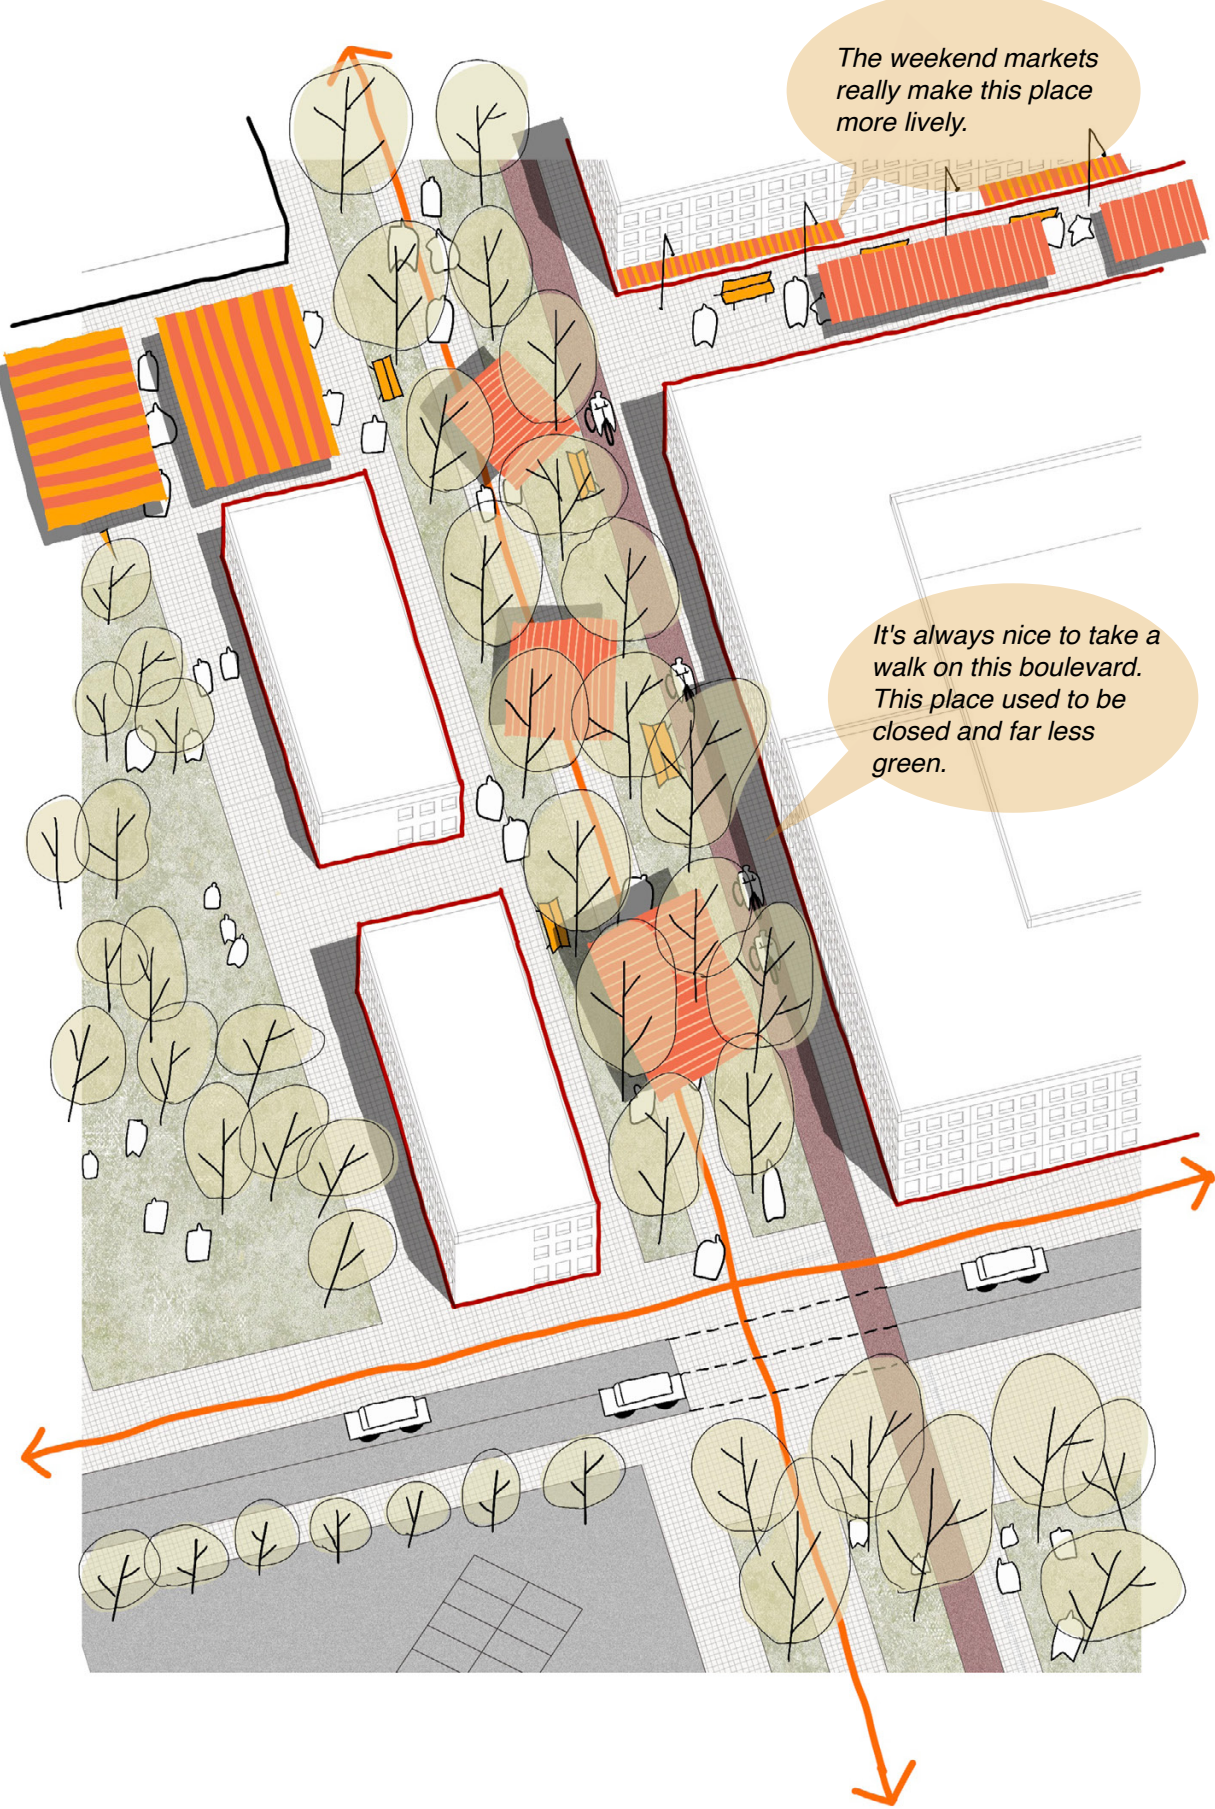 The weekend markets
really make this place
more lively.
It's always nice to take a
walk on this boulevard.
This place used to be
closed and far less
green.